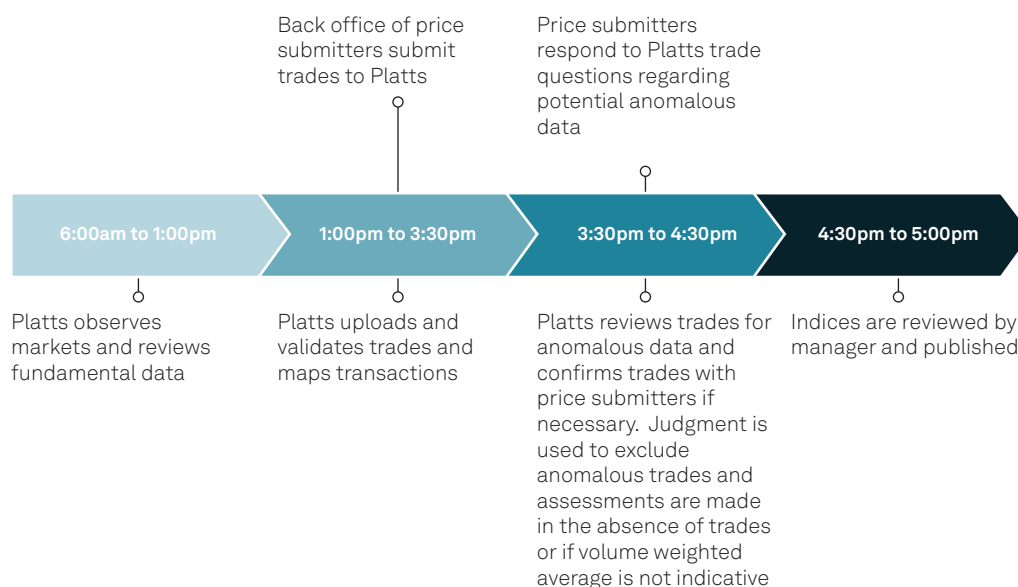 Back office of price
submitters submit
trades to Platts
Price submitters
respond to Platts trade
questions regarding
potential anomalous
data
6:00am to 1:00pm
1:00pm to 3:30pm
3:30pm to 4:30pm
4:30pm to 5:00pm
Platts observes
markets and reviews
fundamental data
Platts uploads and
validates trades and
maps transactions
Platts reviews trades for
anomalous data and
confirms trades with
price submitters if
necessary.  Judgment is
used to exclude
anomalous trades and
assessments are made
in the absence of trades
or if volume weighted
average is not indicative
Indices are reviewed by
manager and published